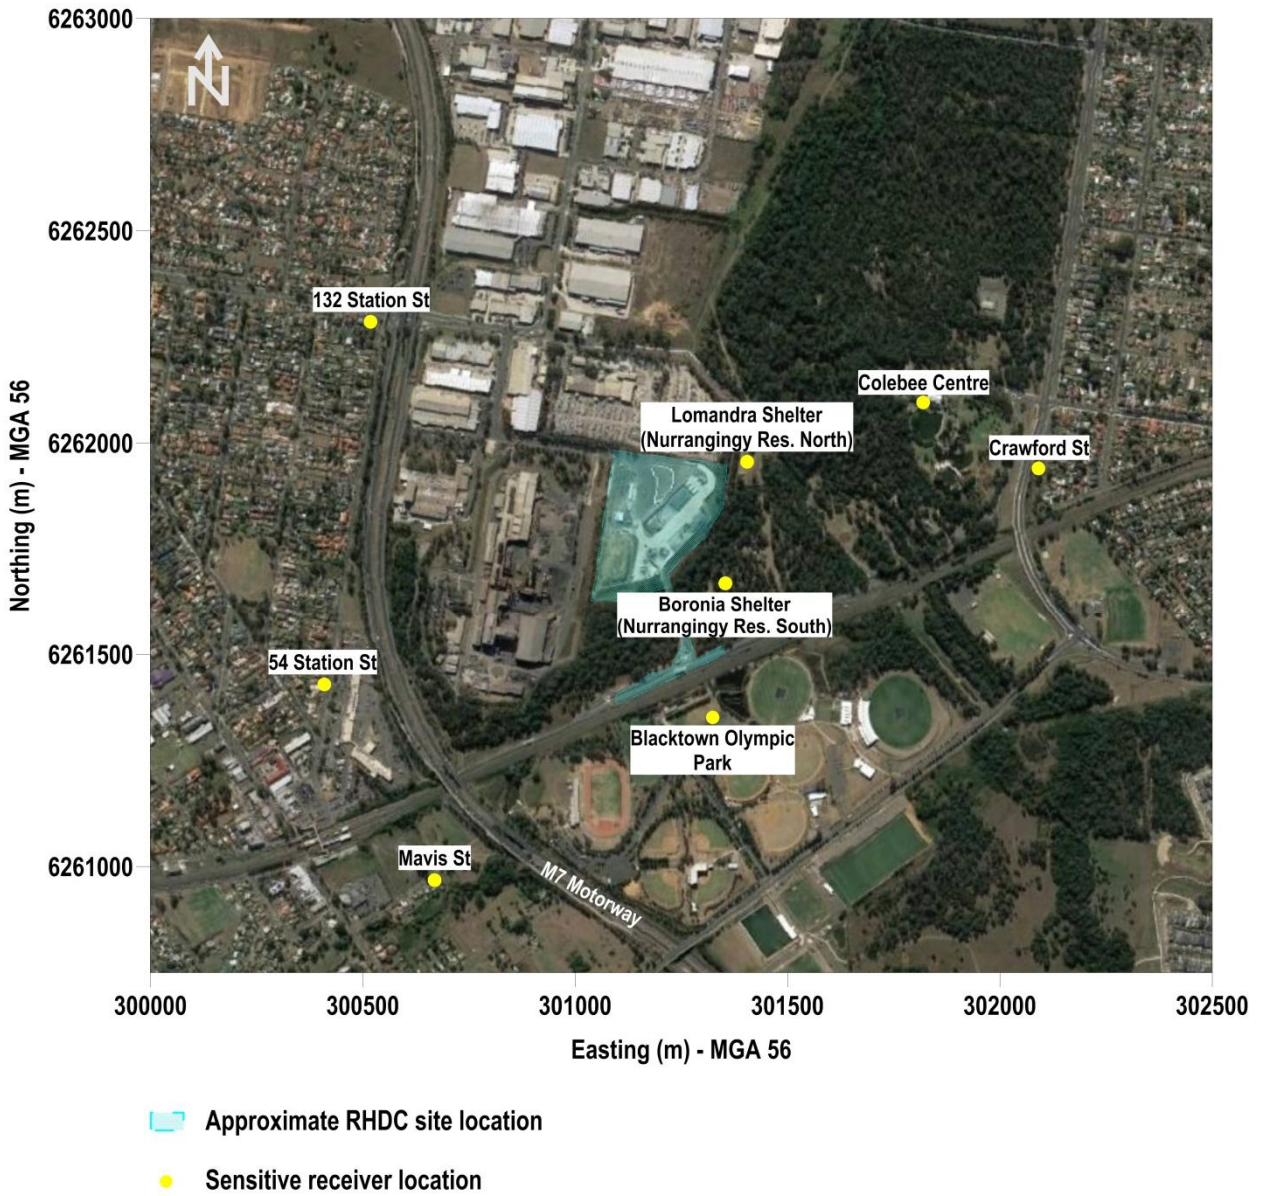 6263000
N
6262500
132 Station St
Colebee Centre
Lomandra Shelter
(Nurrangingy Res. North)
6262000
Crawford St
Northing (m) - MGA 56
Boronia Shelter
(Nurrangingy Res. South)
6261500
54 Station St
Blacktown Olympic
Park
6261000
Mavis St
M7 Motorway
300000 300500 301000 301500 302000 302500
Easting (m) - MGA 56
Approximate RHDC site location
Sensitive receiver location